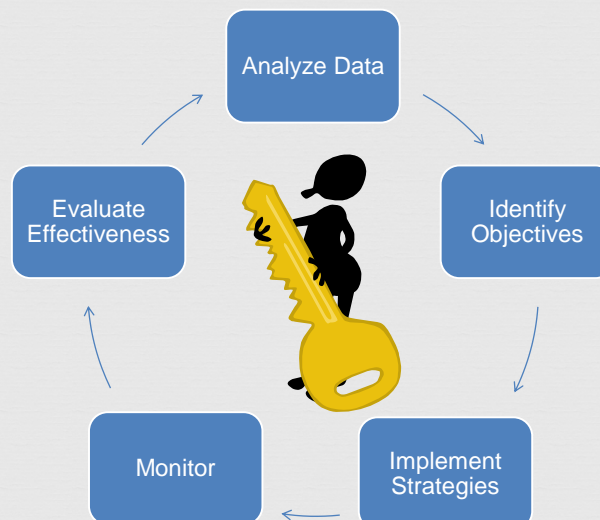 Analyze Data
Identify
Objectives
Implement
Strategies
Monitor
Evaluate
Effectiveness